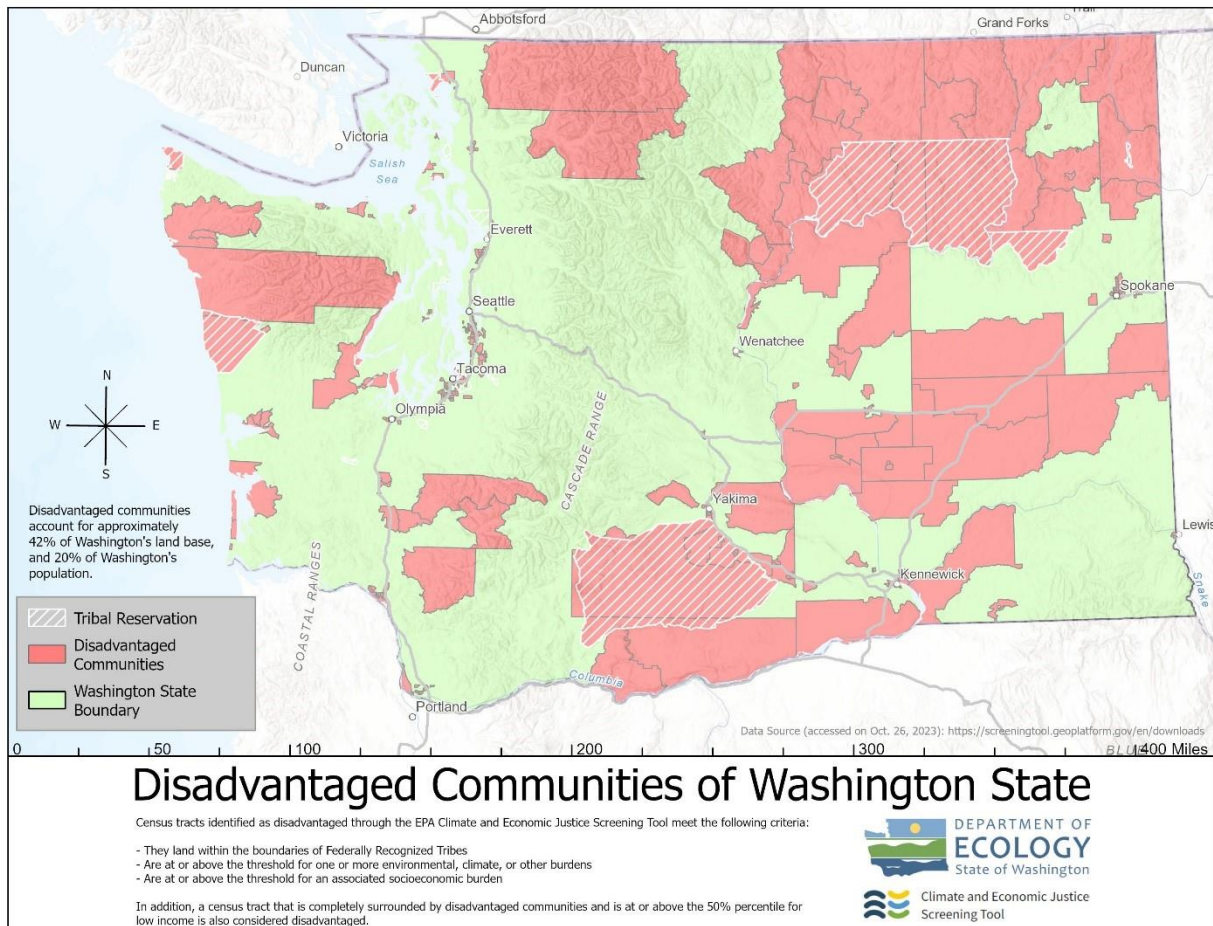 Abbotsford
Trail
Grand Forks
Duncan
Victoria
Salish
Sea
Everett
Seattle
Spokane
Wenatchee
Tacoma
Olympia
N
W E
S
CASCADE RANGE
Yakima
Lewis
Disadvantaged communities
account for approximately
42% of Washington's land base,
and 20% of Washington's
population.
Kennewick
Snake
COASTAL RANGES
Tribal Reservation
Disadvantaged
Communities
Washington State
Boundary
Columbia
Portland
Data Source (accessed on Oct. 26, 2023): https://screeningtool.geoplatform.gov/en/downloads
BLUE
0 50 100 200 300 400 Miles
Disadvantaged Communities of Washington State
Census tracts identified as disadvantaged through the EPA Climate and Economic Justice Screening Tool meet the following criteria:
- They land within the boundaries of Federally Recognized Tribes
- Are at or above the threshold for one or more environmental, climate, or other burdens
- Are at or above the threshold for an associated socioeconomic burden
In addition, a census tract that is completely surrounded by disadvantaged communities and is at or above the 50% percentile for
low income is also considered disadvantaged.
DEPARTMENT OF
ECOLOGY
State of Washington
Climate and Economic Justice
Screening Tool